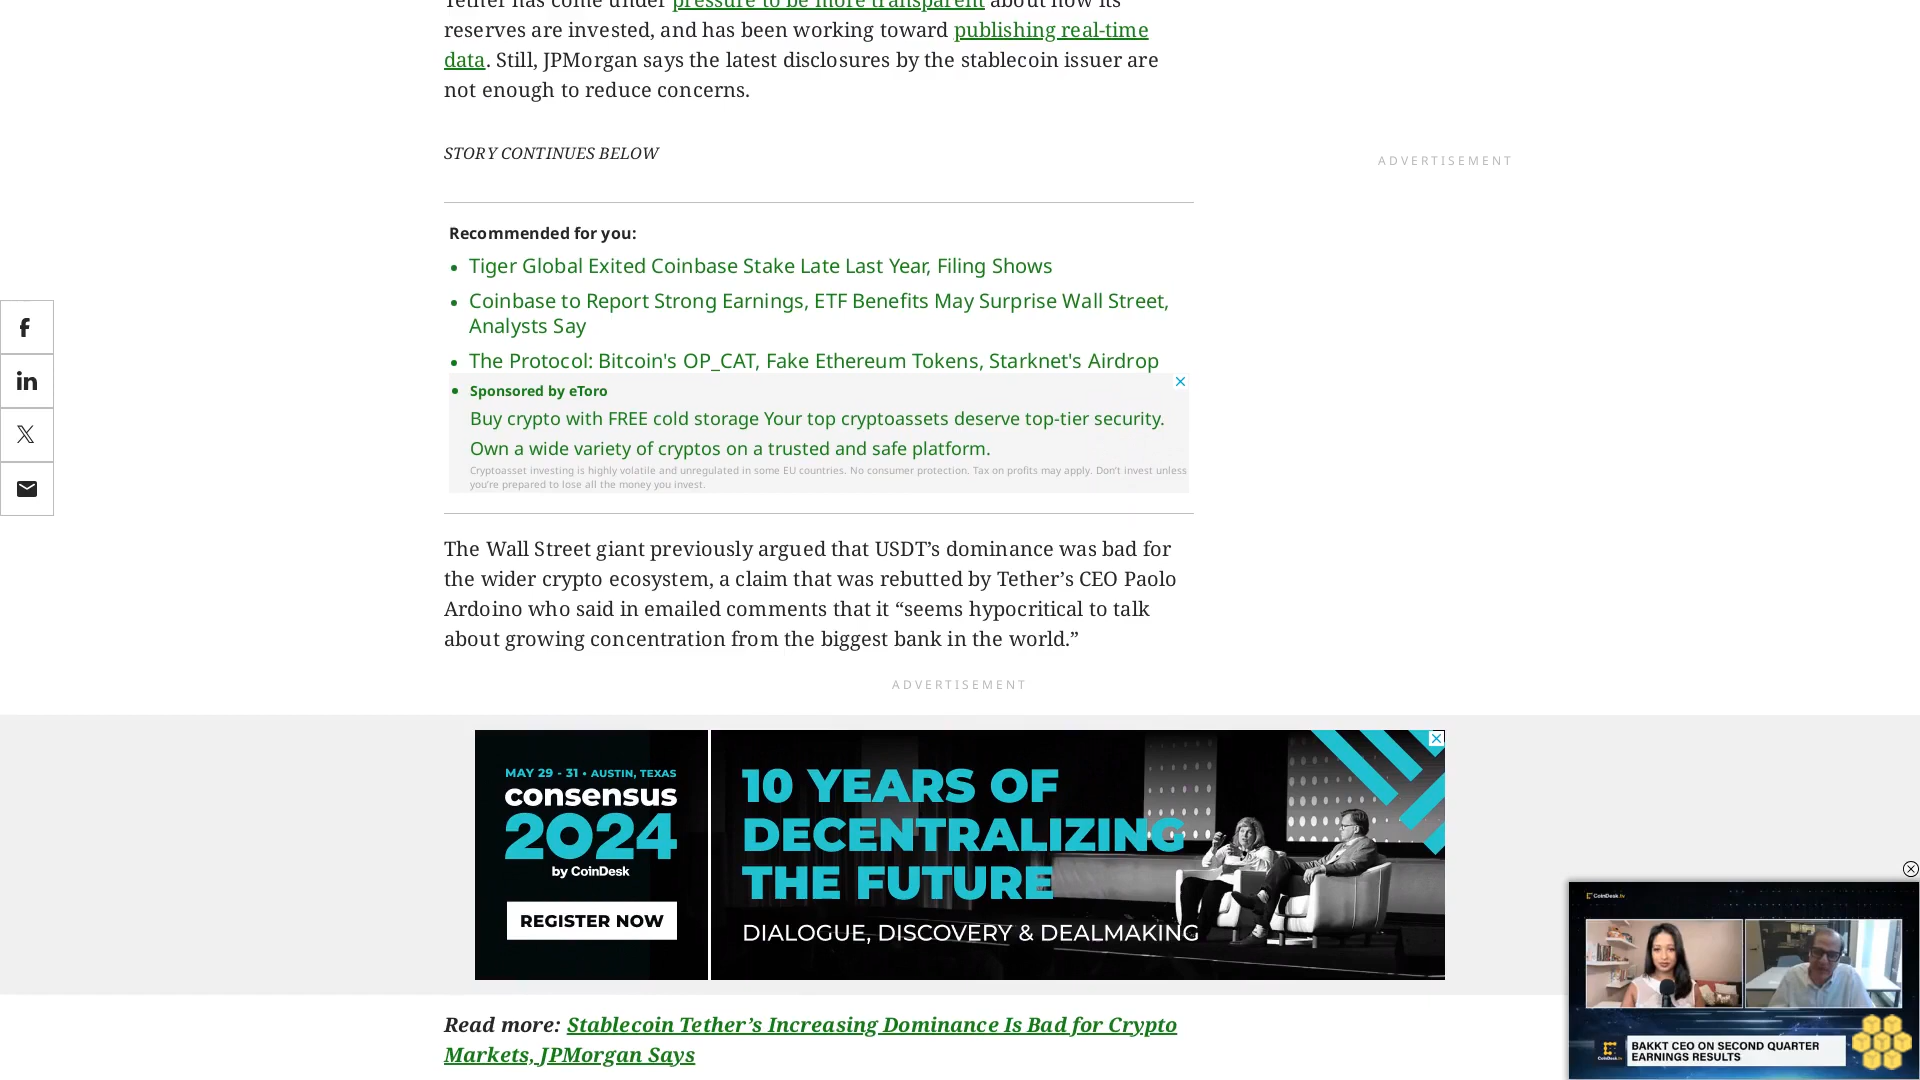 Tether has come under pressure to be more transparent about how its
reserves are invested, and has been working toward publishing real-time
data. Still, JPMorgan says the latest disclosures by the stablecoin issuer are
not enough to reduce concerns.
STORY CONTINUES BELOW
ADVERTISEMENT
Recommended for you:
Tiger Global Exited Coinbase Stake Late Last Year, Filing Shows
Coinbase to Report Strong Earnings, ETF Benefits May Surprise Wall Street,
Analysts Say
The Protocol: Bitcoin's OP_CAT, Fake Ethereum Tokens, Starknet's Airdrop
Sponsored by eToro
Buy crypto with FREE cold storage Your top cryptoassets deserve top-tier security.
Own a wide variety of cryptos on a trusted and safe platform.
Cryptoasset investing is highly volatile and unregulated in some EU countries. No consumer protection. Tax on profits may apply. Don’t invest unless
you’re prepared to lose all the money you invest.
The Wall Street giant previously argued that USDT’s dominance was bad for
the wider crypto ecosystem, a claim that was rebutted by Tether’s CEO Paolo
Ardoino who said in emailed comments that it “seems hypocritical to talk
about growing concentration from the biggest bank in the world.”
ADVERTISEMENT
MAY 29 - 31 • AUSTIN, TEXAS
consensus
2024
by CoinDesk
REGISTER NOW
10 YEARS OF
DECENTRALIZING
THE FUTURE
DIALOGUE, DISCOVERY & DEALMAKING
Read more: Stablecoin Tether’s Increasing Dominance Is Bad for Crypto
Markets, JPMorgan Says
CoinDesk.tv
BAKKT CEO ON SECOND QUARTER
EARNINGS RESULTS
CoinDesk.tv